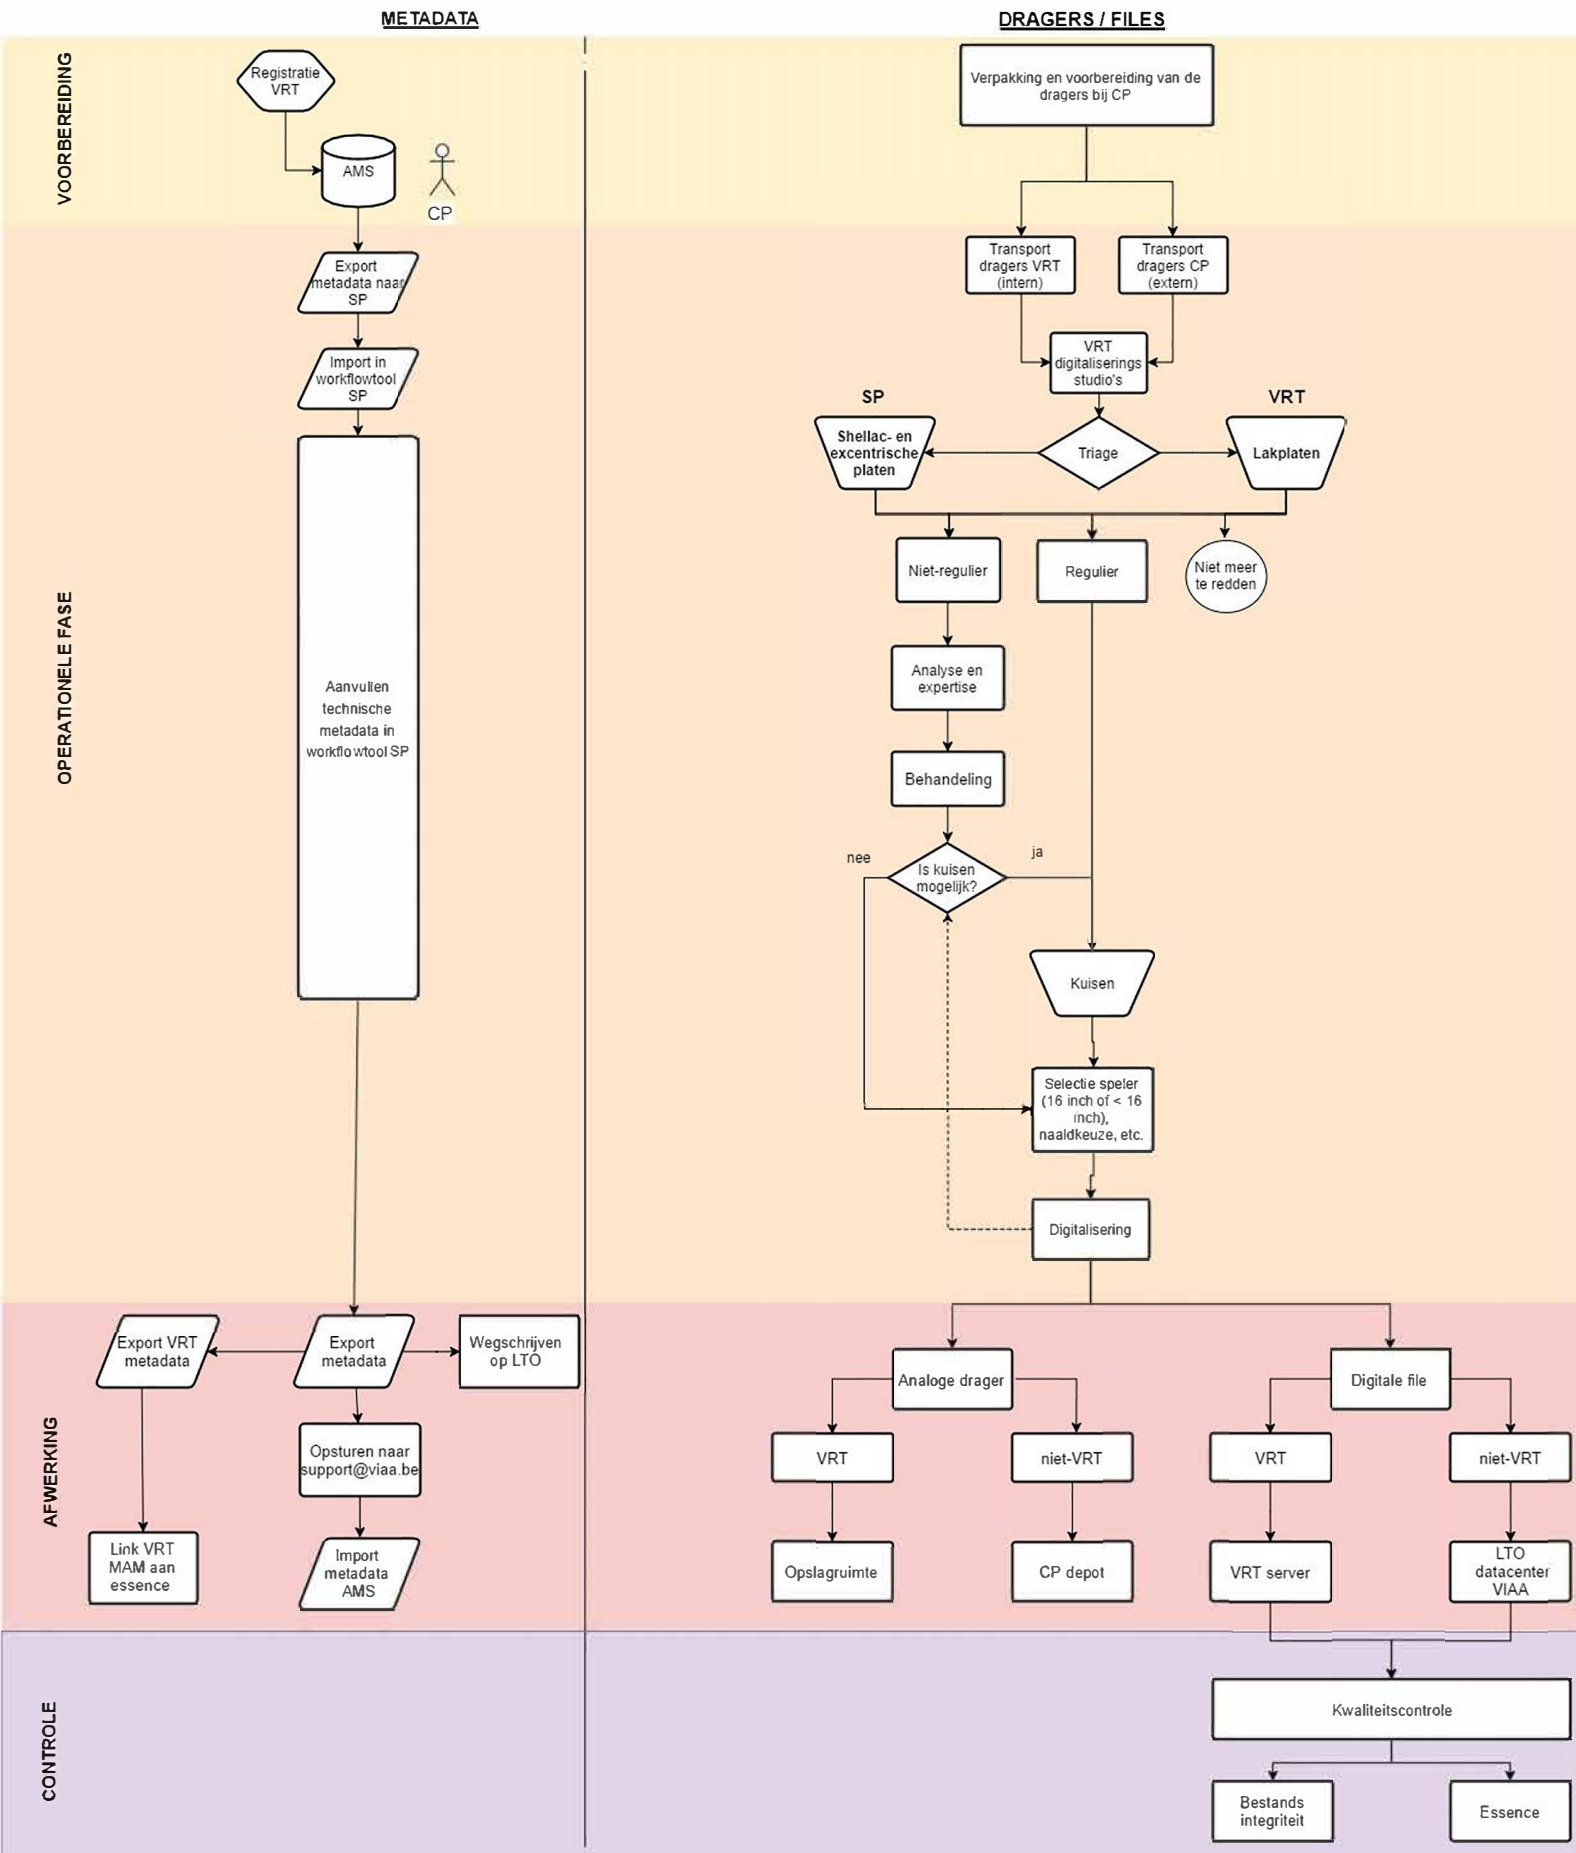 METADATA
DRAGERS / FILES
VOORBEREIDING
Registratie
VRT
AMS
CP
Verpakking en voorbereiding van de
dragers bij CP
OPERATIONELE FASE
Export
metadata naar
SP
Import in
workflowtool
SP
Aanvullen
technische
metadata in
workflowtool SP
Transport
dragers VRT
(intern)
Transport
dragers CP
(extern)
VRT
digitaliserings
studio's
SP
VRT
Shellac- en
excentrische
platen
Triage
Lakplaten
Niet-regulier
Regulier
Niet meer
te redden
Analyse en
expertise
Behandeling
nee
Is kuisen
mogelijk?
ja
Kuisen
Selectie speler
(16 inch of < 16
inch),
naaldkeuze, etc.
Digitalisering
AFWERKING
Export VRT
metadata
Export
metadata
Wegschrijven
op LTO
Opsturen naar
support@viaa.be
Link VRT
MAM aan
essence
Import
metadata
AMS
Analoge drager
Digitale file
VRT
niet-VRT
VRT
niet-VRT
Opslagruimte
CP depot
VRT server
LTO
datacenter
VIAA
CONTROLE
Kwaliteitscontrole
Bestands
integriteit
Essence